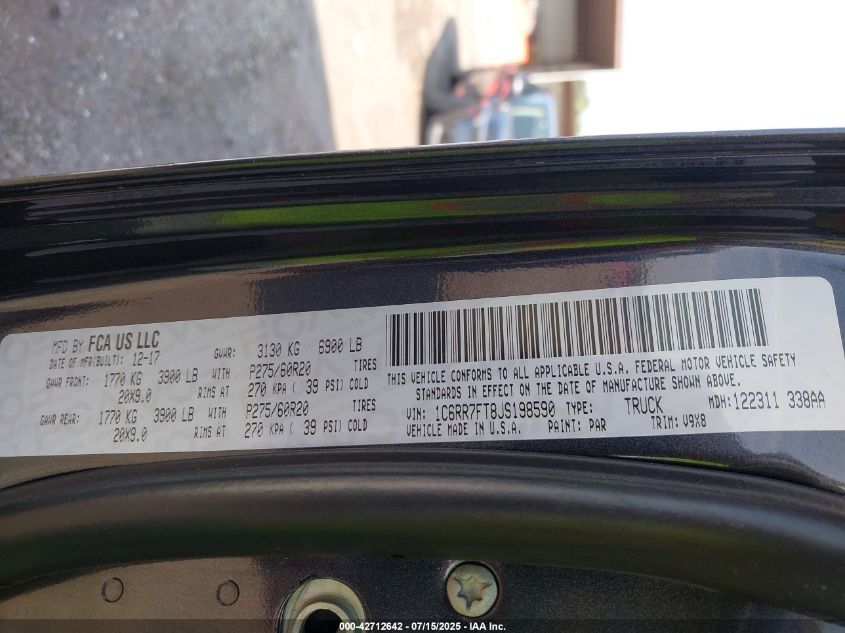 MFD BY FCA US LLC
DATE OF MFR(BUILT): 12-17 GVWR: 3130 KG 6900 LB
GAWR FRONT: 1770 KG 3900 LB WITH P275/60R20 TIRES
20X9.0 RIMS AT 270 KPA ( 39 PSI) COLD
GAWR REAR: 1770 KG 3900 LB WITH P275/60R20 TIRES
20X9.0 RIMS AT 270 KPA ( 39 PSI) COLD
THIS VEHICLE CONFORMS TO ALL APPLICABLE U.S.A. FEDERAL MOTOR VEHICLE SAFETY
STANDARDS IN EFFECT ON THE DATE OF MANUFACTURE SHOWN ABOVE.
VIN: 1C6RR7FT8JS198590 TYPE: TRUCK MDH:122311 338AA
VEHICLE MADE IN U.S.A. PAINT: PAR TRIM: V9X8
000-42712642 - 07/15/2025 - IAA Inc.